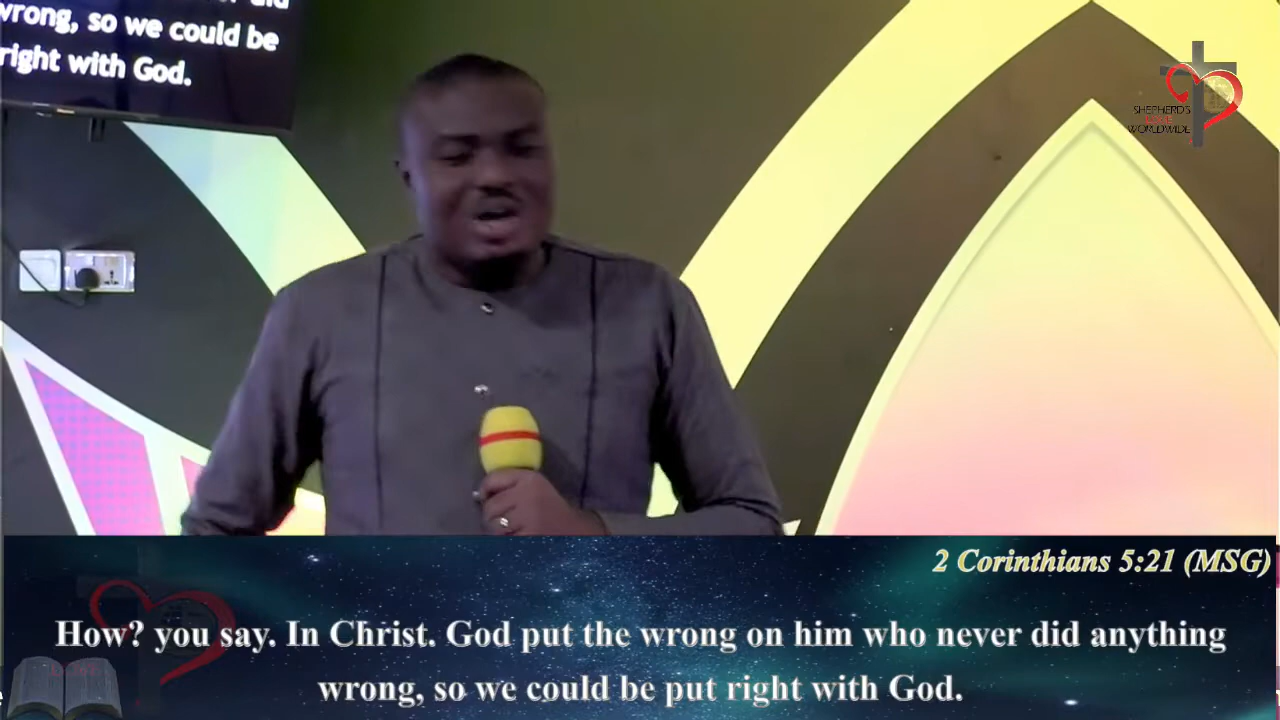 wrong, so we could be
right with God.
SHEPHERD'S
LOVE
WORLDWIDE
2 Corinthians 5:21 (MSG)
How? you say. In Christ. God put the wrong on him who never did anything
wrong, so we could be put right with God.